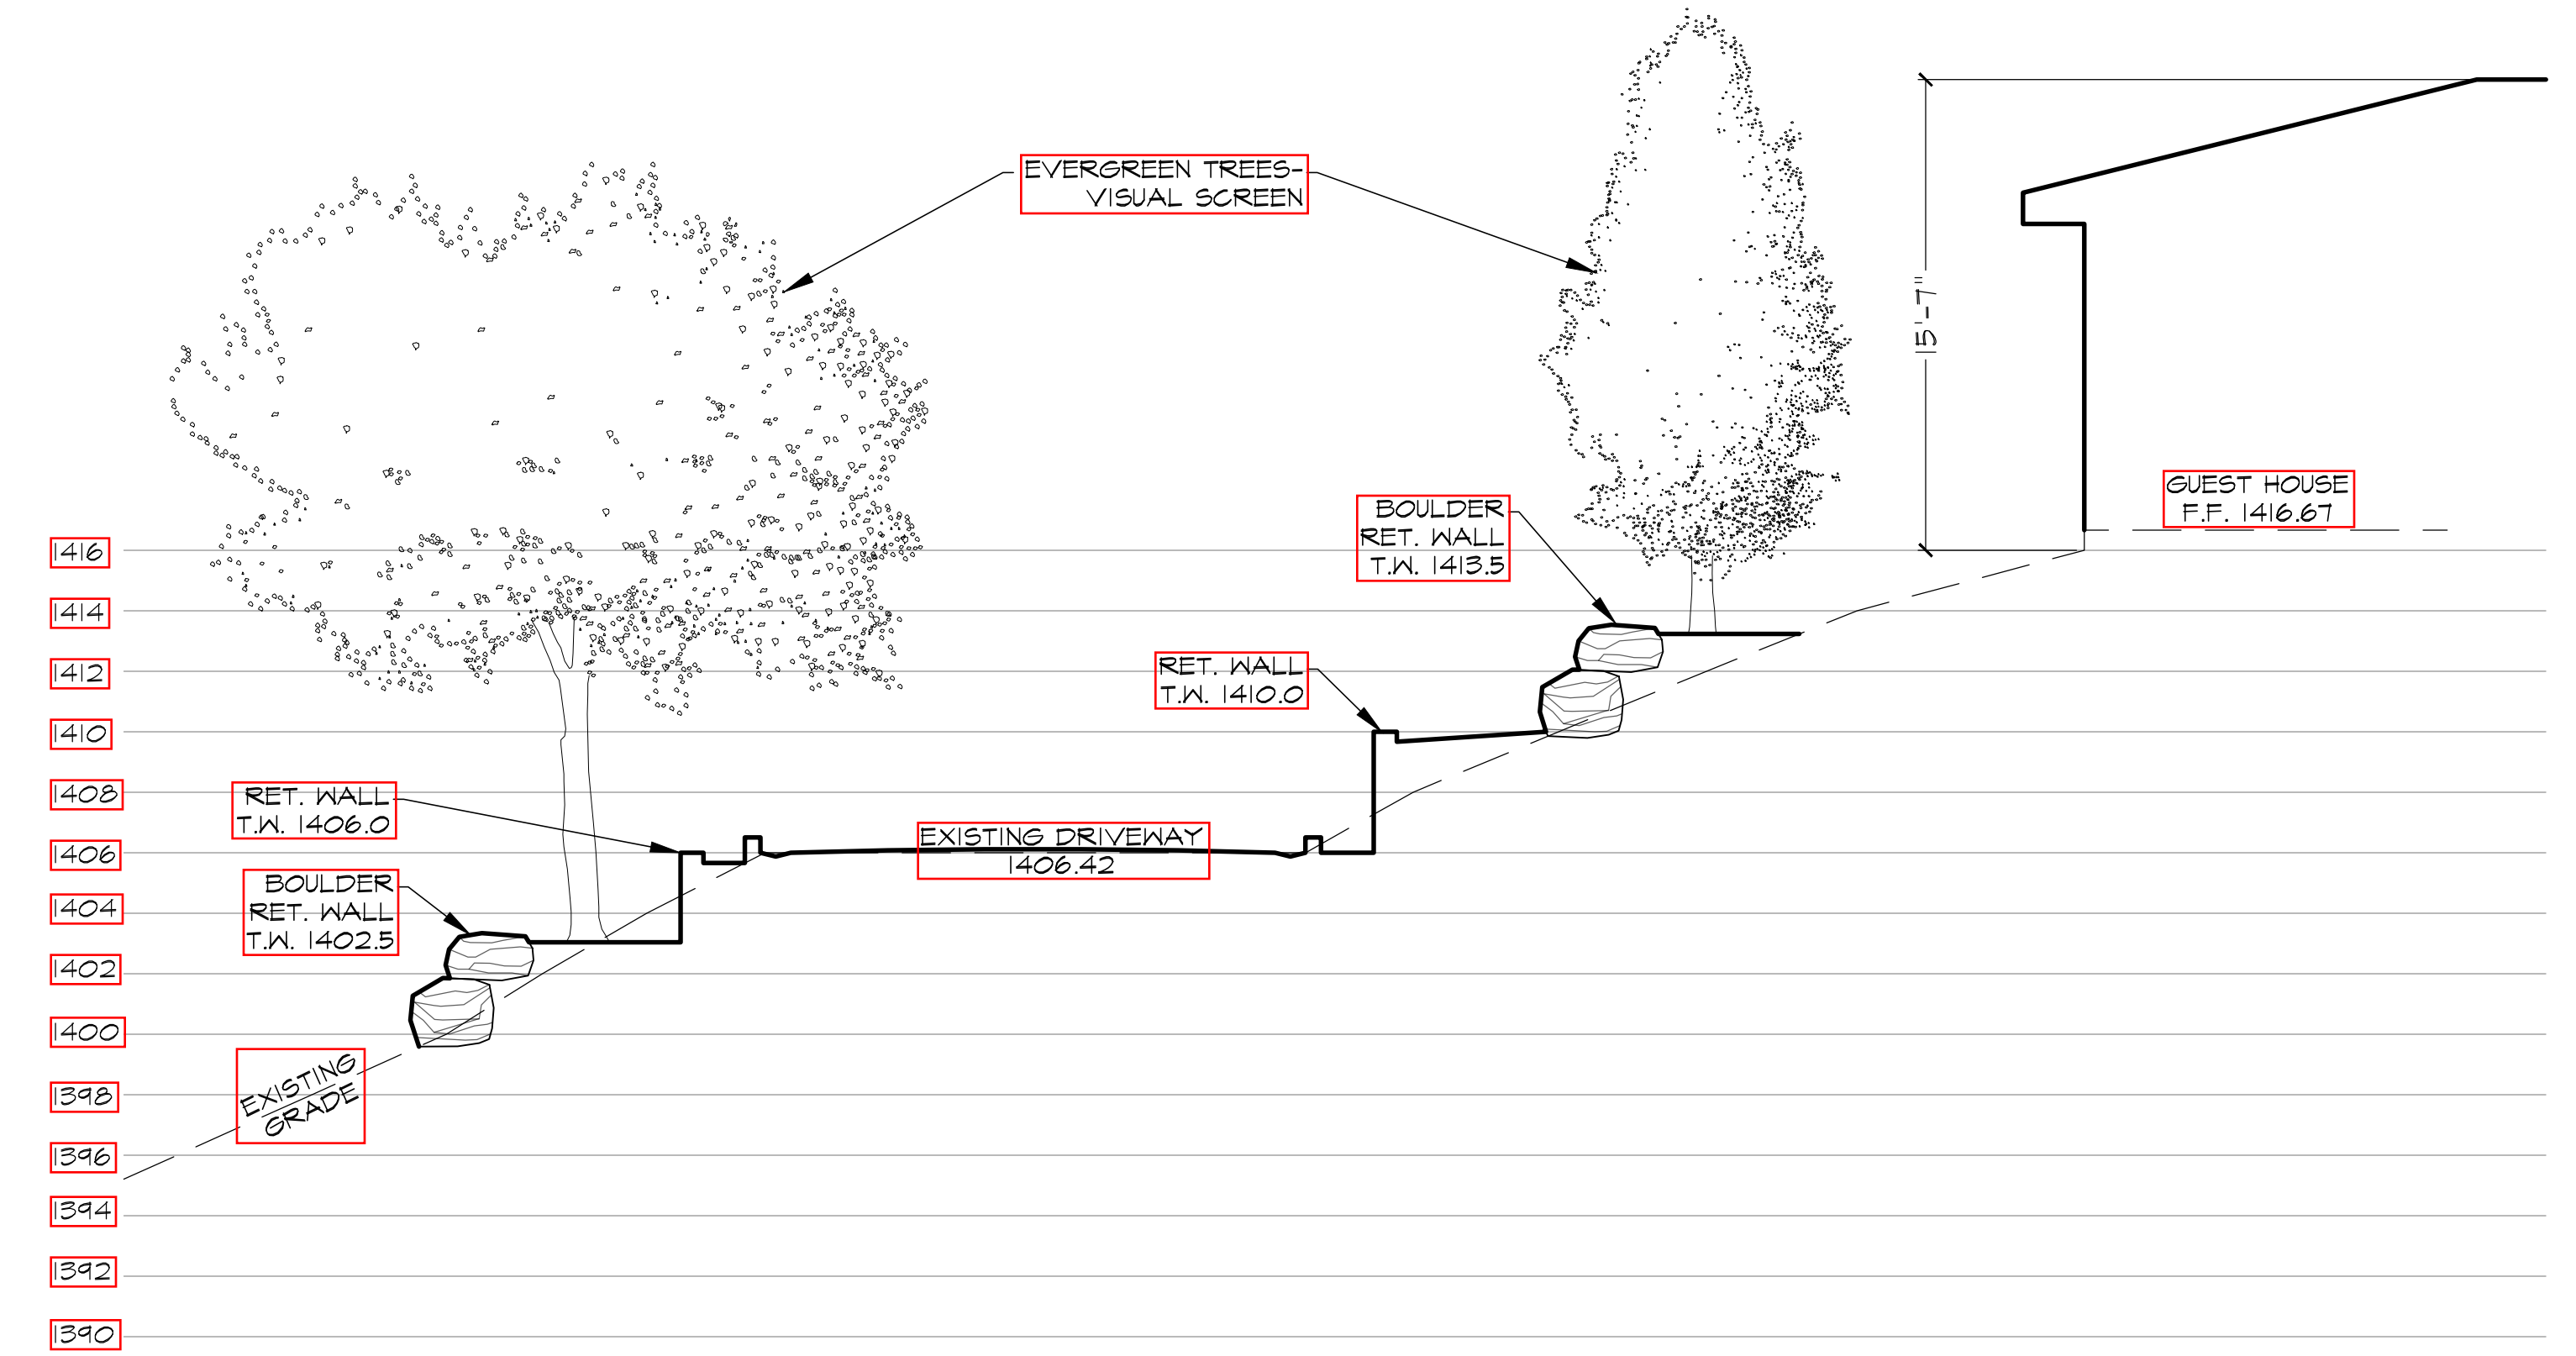 EVERGREEN TREES-
VISUAL SCREEN
15'-7"
GUEST HOUSE
F.F. 1416.67
BOULDER
RET. WALL
T.W. 1413.5
RET. WALL
T.W. 1410.0
RET. WALL
T.W. 1406.0
EXISTING DRIVEWAY
1406.42
BOULDER
RET. WALL
T.W. 1402.5
EXISTING
GRADE
1416
1414
1412
1410
1408
1406
1404
1402
1400
1398
1396
1394
1392
1390